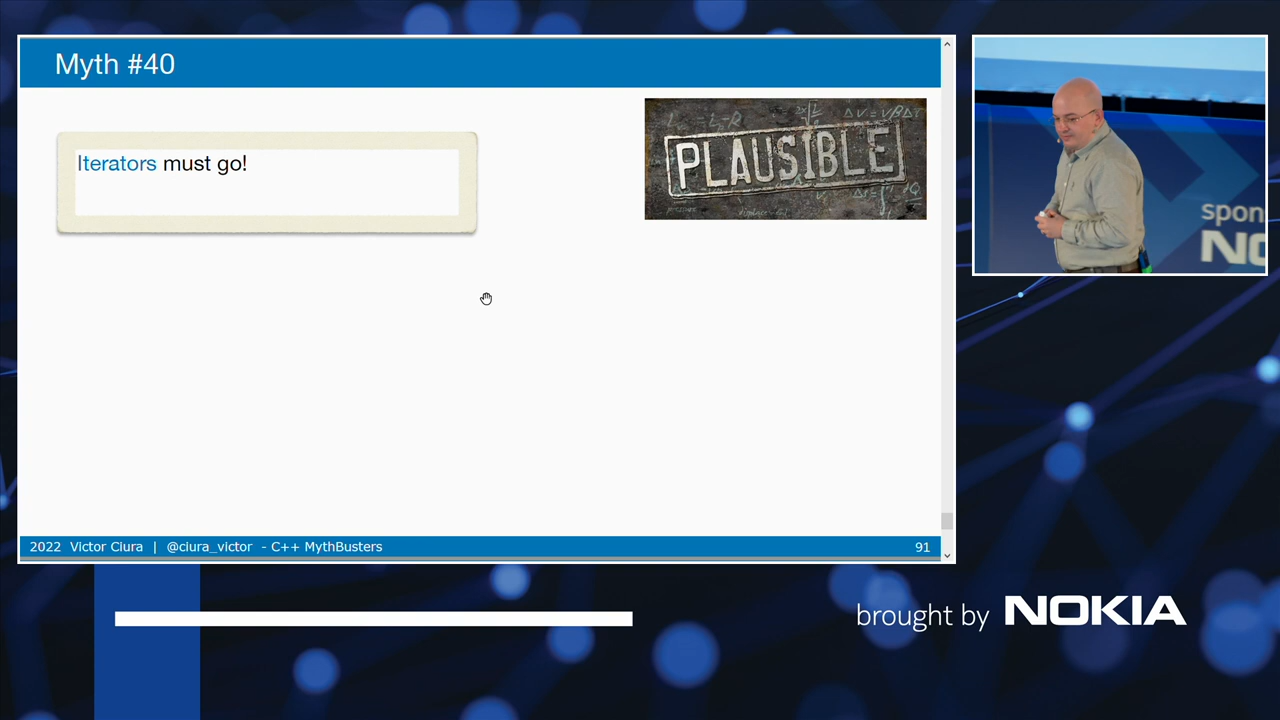 Myth #40
Iterators must go!
PLAUSIBLE
2022 Victor Ciura | @ciura_victor - C++ MythBusters
91
spon
NO
brought by NOKIA